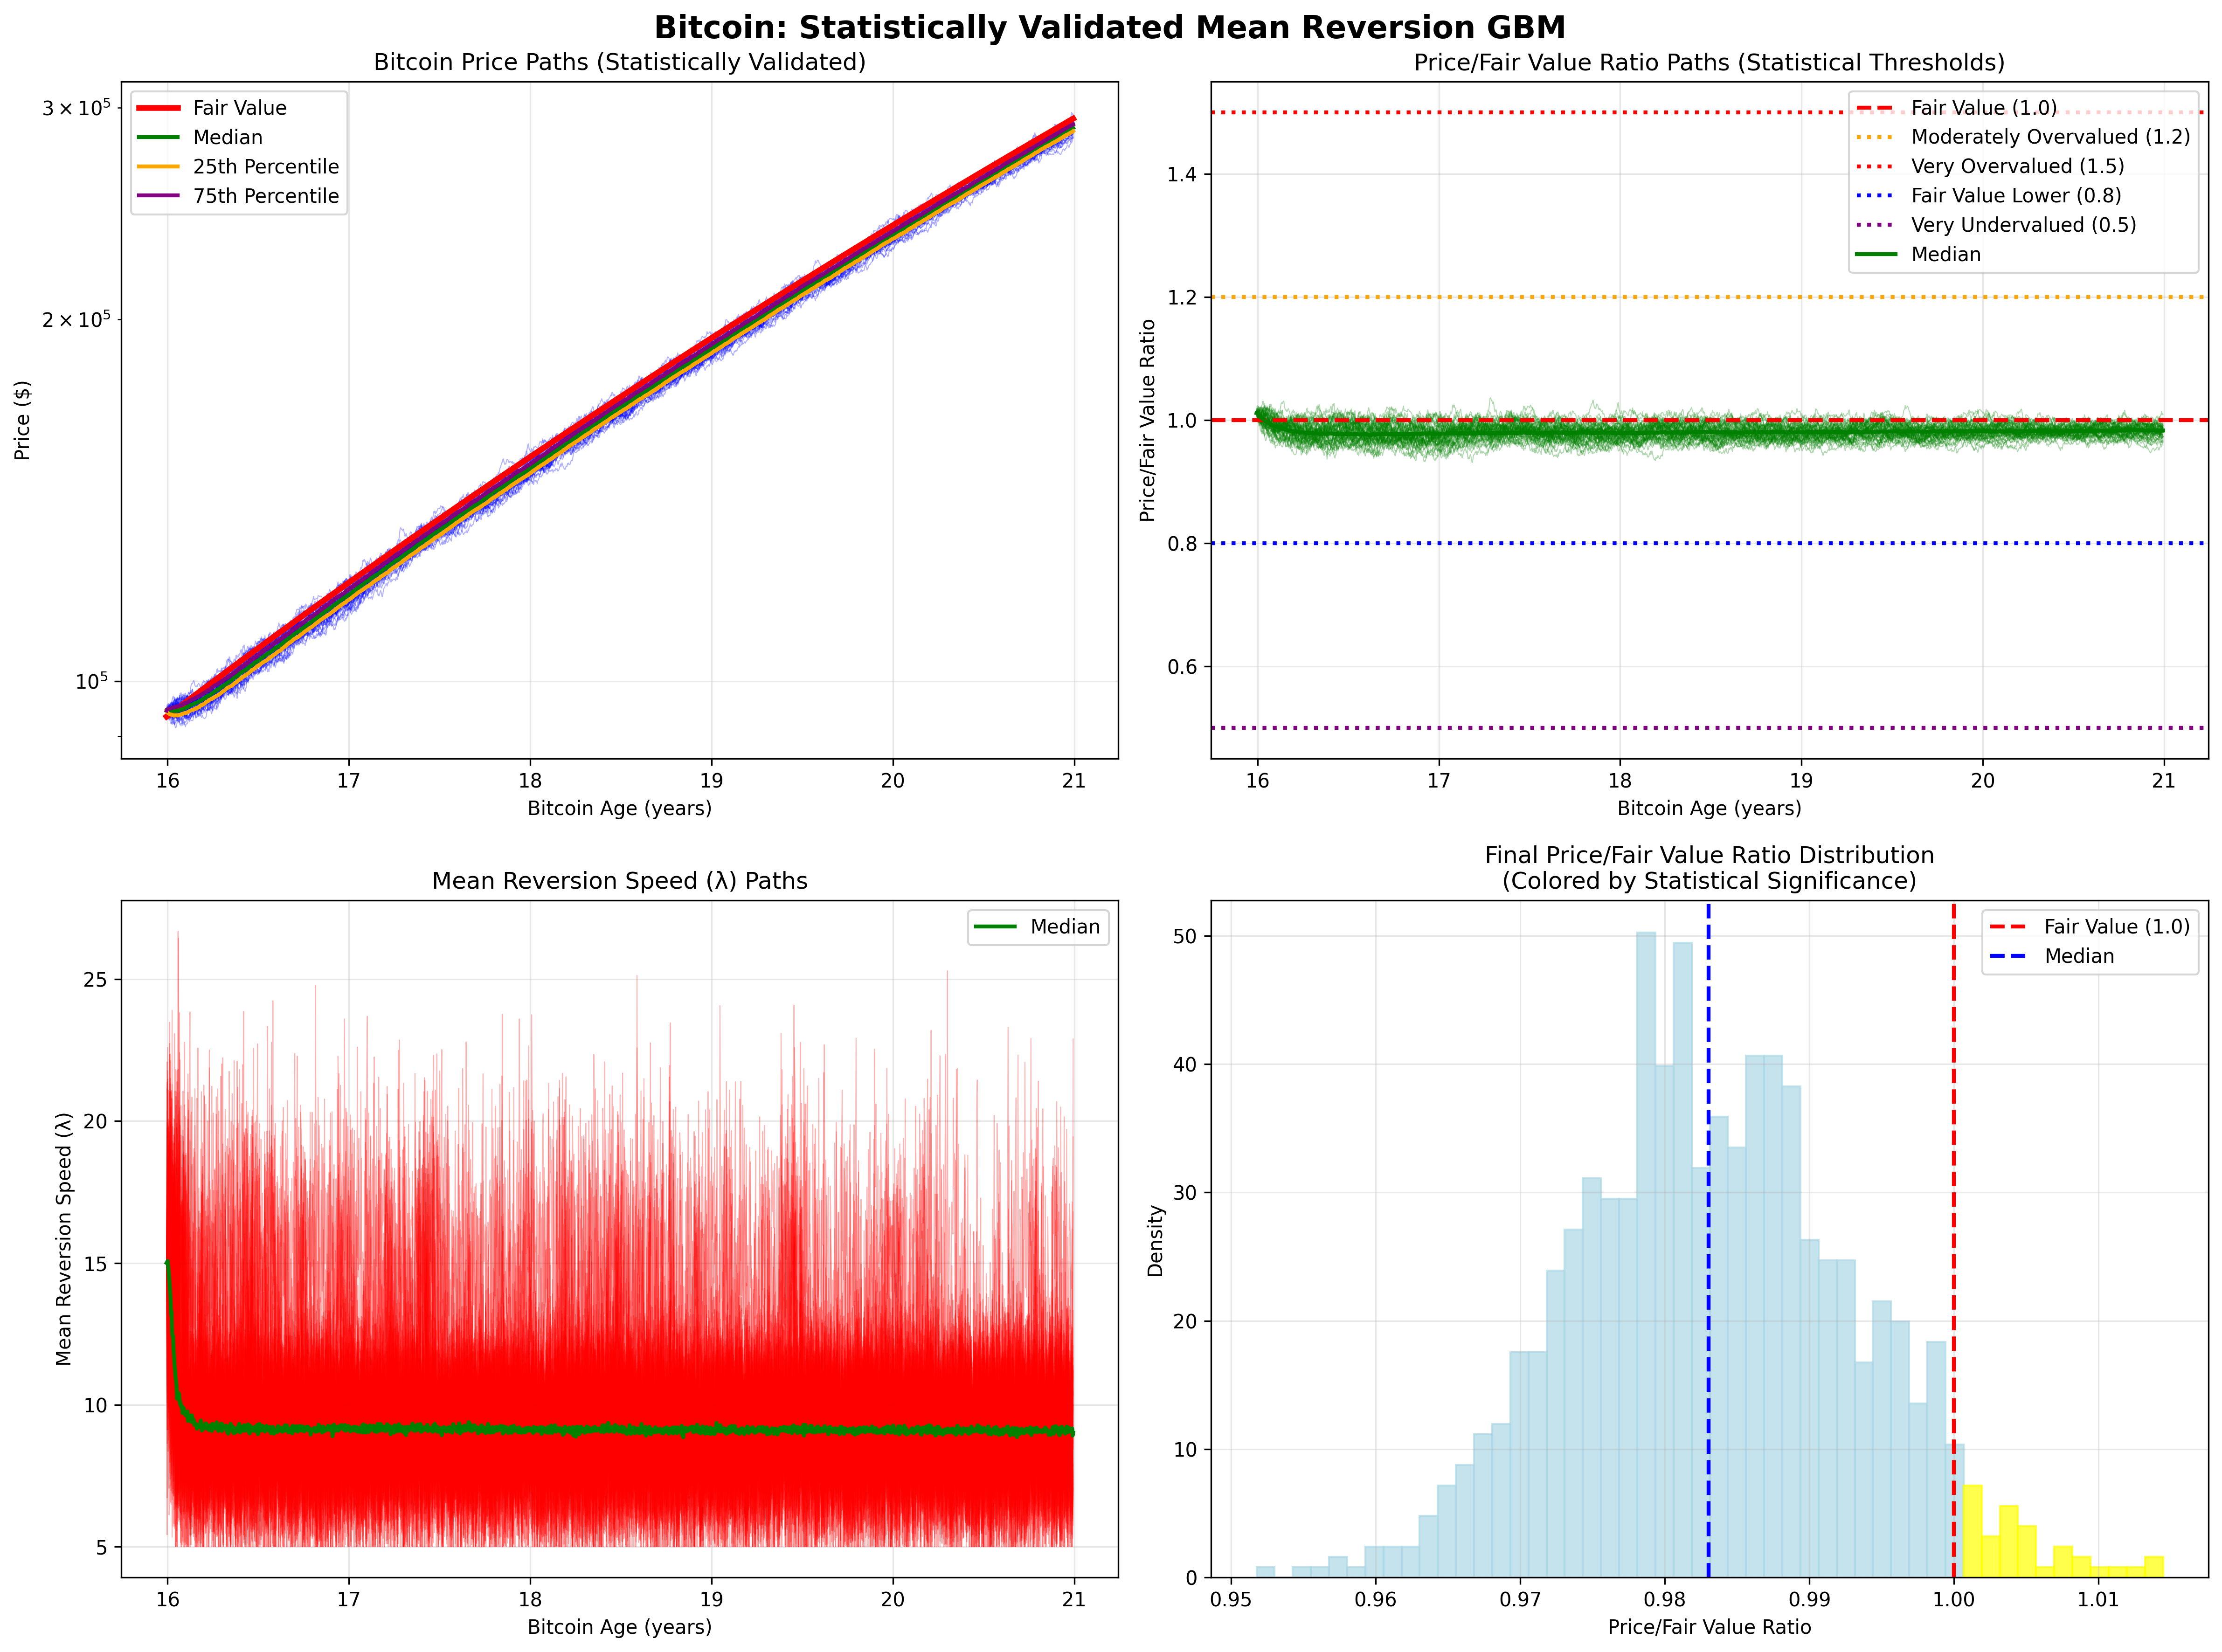 Bitcoin: Statistically Validated Mean Reversion GBM
Bitcoin Price Paths (Statistically Validated)
Fair Value
Median
25th Percentile
75th Percentile
3 × 10⁵
2 × 10⁵
10⁵
Price ($)
16 17 18 19 20 21
Bitcoin Age (years)
Price/Fair Value Ratio Paths (Statistical Thresholds)
Fair Value (1.0)
Moderately Overvalued (1.2)
Very Overvalued (1.5)
Fair Value Lower (0.8)
Very Undervalued (0.5)
Median
1.4
1.2
1.0
0.8
0.6
Price/Fair Value Ratio
16 17 18 19 20 21
Bitcoin Age (years)
Mean Reversion Speed (λ) Paths
Median
25
20
15
10
5
Mean Reversion Speed (λ)
16 17 18 19 20 21
Bitcoin Age (years)
Final Price/Fair Value Ratio Distribution
(Colored by Statistical Significance)
Fair Value (1.0)
Median
50
40
30
20
10
0
Density
0.95 0.96 0.97 0.98 0.99 1.00 1.01
Price/Fair Value Ratio